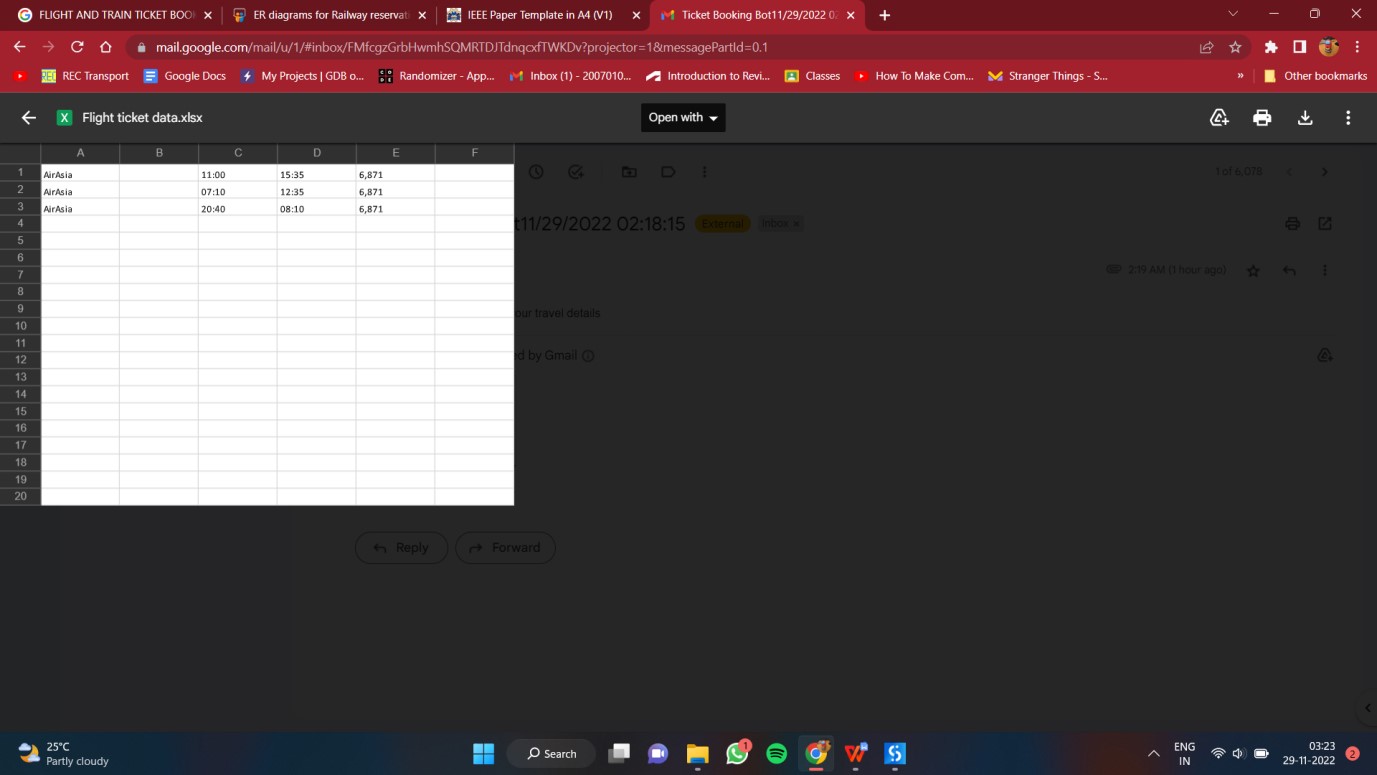 FLIGHT AND TRAIN TICKET BOO
ER diagrams for Railway reservati
IEEE Paper Template in A4 (V1)
Ticket Booking Bot11/29/2022 02
mail.google.com/mail/u/1/#inbox/FMfcgzGrbHwmhSQMRTDJTdnqcxfTWKDv?projector=1&messagePartId=0.1
REC Transport
Google Docs
My Projects | GDB o...
Randomizer - App...
Inbox (1) - 2007010...
Introduction to Revi...
Classes
How To Make Com...
Stranger Things - S...
»
Other bookmarks
X Flight ticket data.xlsx
Open with
A B C D E F
1 AirAsia 11:00 15:35 6,871
2 AirAsia 07:10 12:35 6,871
3 AirAsia 20:40 08:10 6,871
4
5
6
7
8
9
10
11
12
13
14
15
16
17
18
19
20
1 of 6,078
t11/29/2022 02:18:15 External Inbox ×
2:19 AM (1 hour ago)
our travel details
d by Gmail
Reply
Forward
25°C
Partly cloudy
Search
1
ENG
IN
03:23
29-11-2022
2